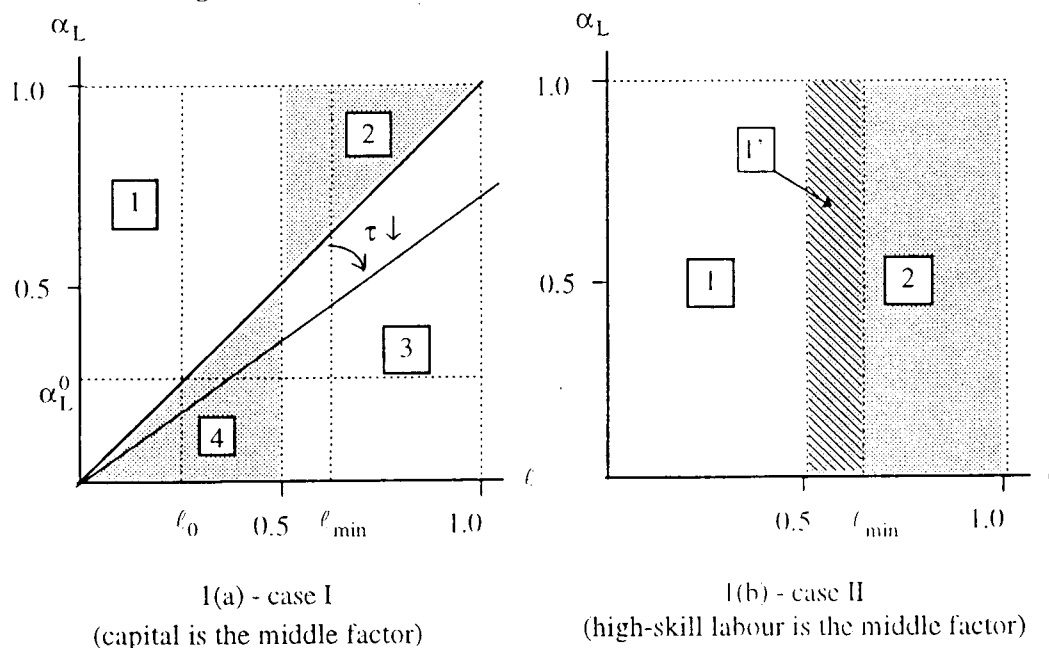 α_L
1.0
2
1
τ ↓
0.5
3
α_L^0
4
ℓ
ℓ_0
0.5
ℓ_min
1.0
1(a) - case I
(capital is the middle factor)
α_L
1.0
1'
0.5
1
2
0.5
ℓ_min
1.0
1(b) - case II
(high-skill labour is the middle factor)